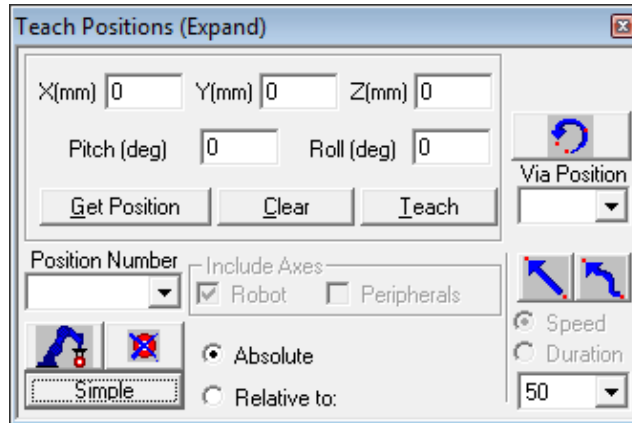 Teach Positions (Expand)
X(mm) 0 Y(mm) 0 Z(mm) 0
Pitch (deg) 0 Roll (deg) 0
Get Position Clear Teach
Via Position
Position Number
Include Axes
Robot Peripherals
Speed
Duration
Absolute
Simple
Relative to:
50